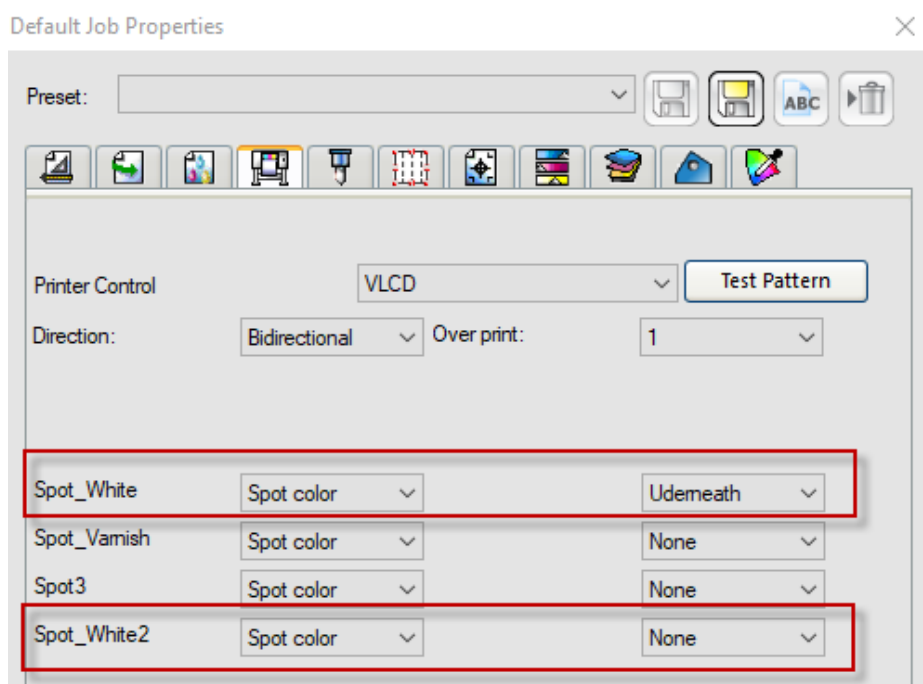 Default Job Properties
Preset:
ABC
Printer Control VLCD Test Pattern
Direction: Bidirectional Over print: 1
Spot_White Spot color Uderneath
Spot_Varnish Spot color None
Spot3 Spot color None
Spot_White2 Spot color None